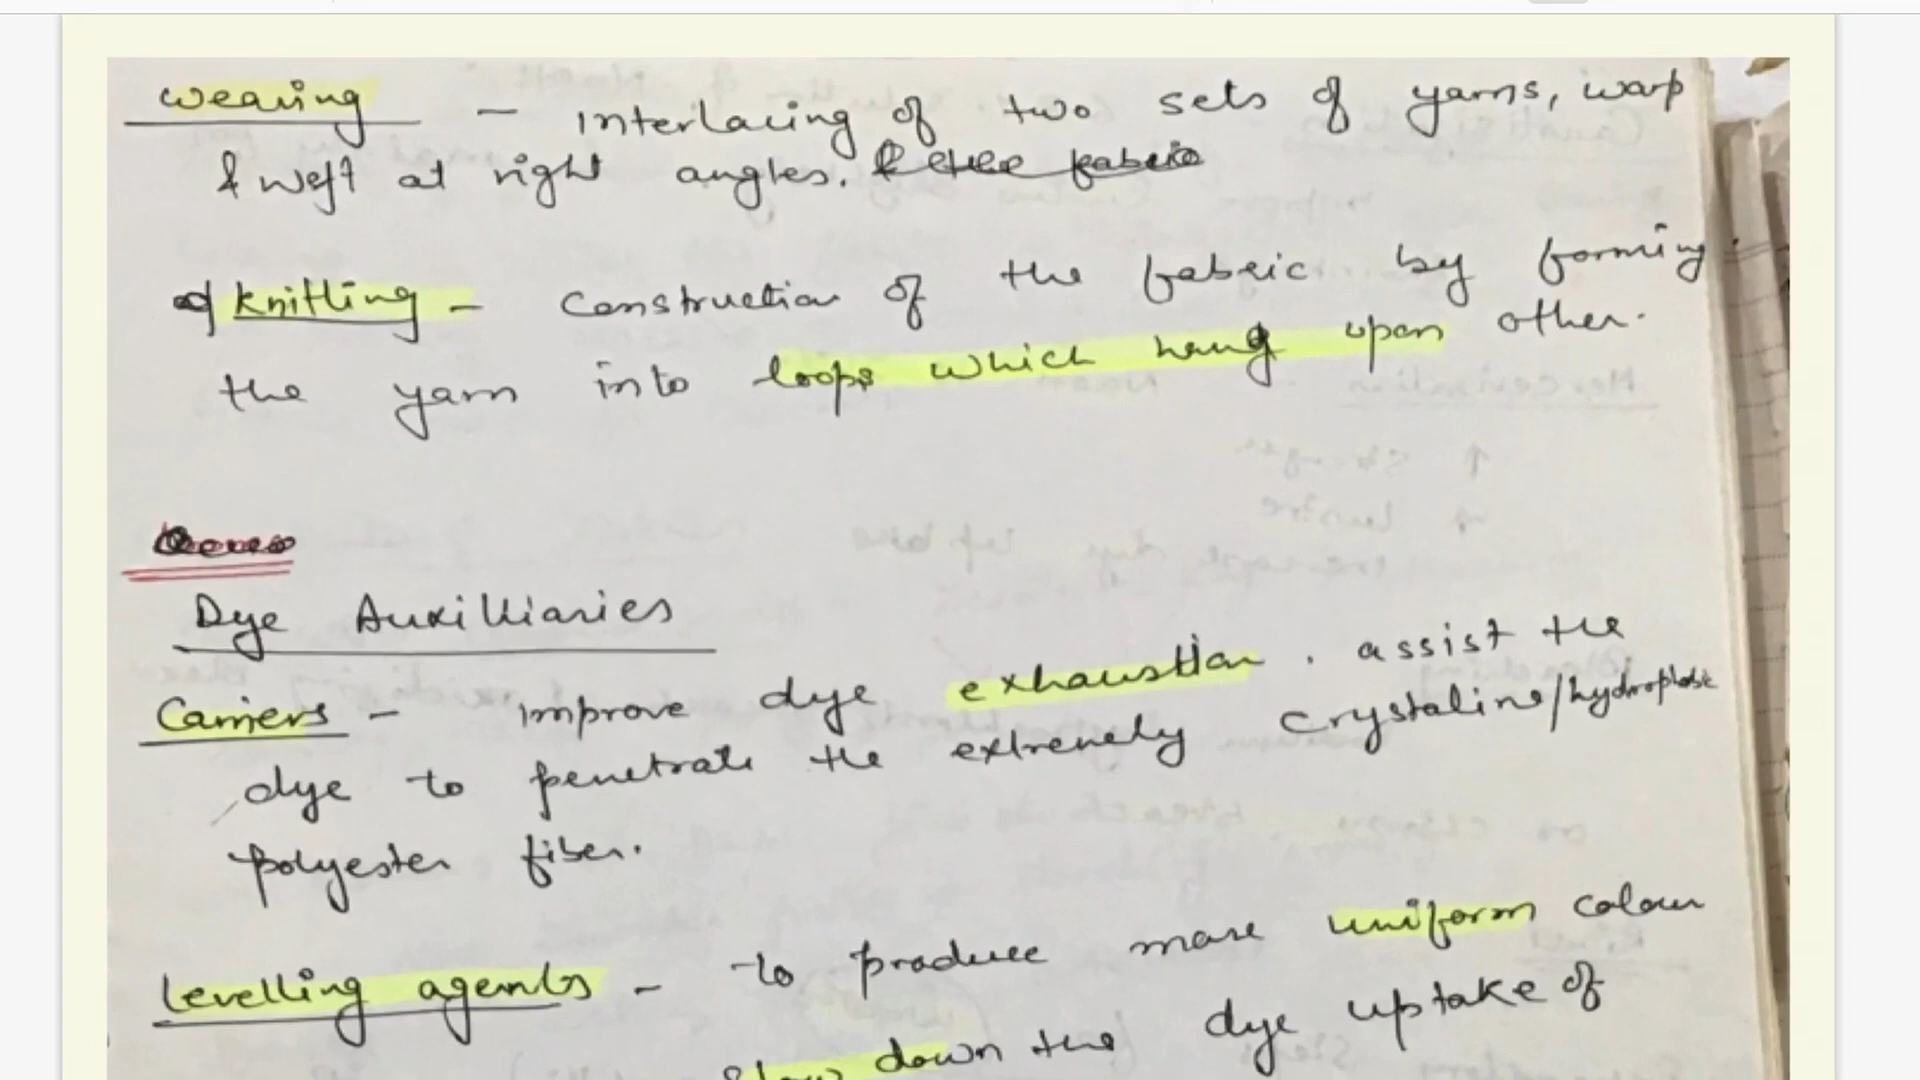 weaving - interlacing of two sets of yarns, warp
& weft at right angles. & the fabric
Knitting - Construction of the fabric by forming
the yarn into loops which hang upon other.
Dye Auxilliaries
Carriers - improve dye exhaustion. assist the
dye to penetrate the extremely crystaline/hydrophobic
polyester fiber.
Levelling agents - to produce more uniform colour
slow down the dye uptake of